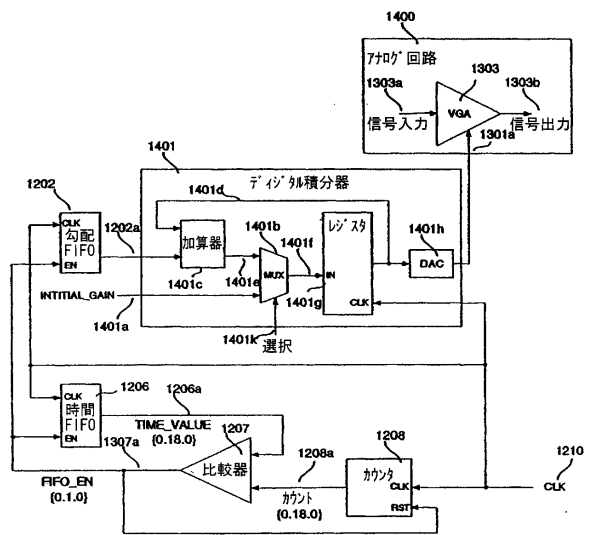 1400
アナログ回路
1303a
1303
1303b
信号入力
VGA
信号出力
1301a
1401
ディジタル積分器
1202
1401d
CLK
勾配
FIFO
EN
1202a
加算器
1401b
1401f
レジスタ
1401h
MUX
IN
DAC
1401c
1401e
1401g
CLK
INTITIAL_GAIN
1401a
1401k
選択
1206
CLK
時間
FIFO
EN
1206a
TIME_VALUE
{0.18.0}
1307a
1207
比較器
1208a
1208
カウンタ
CLK
RST
カウント
{0.18.0}
1210
CLK
FIFO_EN
{0.1.0}